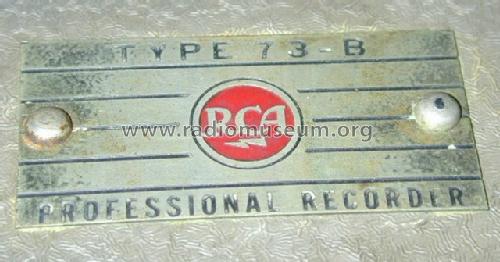 TYPE 73-B
RCA
www.radiomuseum.org
PROFESSIONAL RECORDER